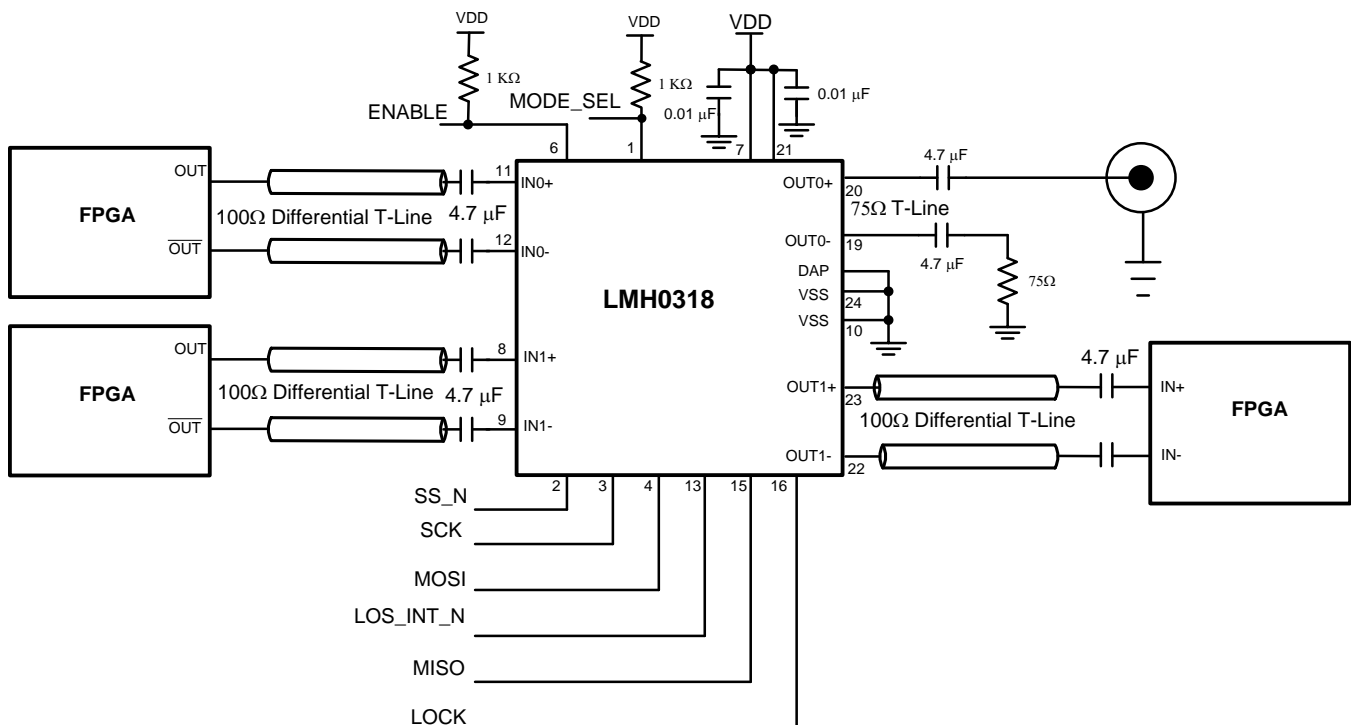 VDD
VDD
VDD
1 KΩ
1 KΩ
0.01 µF
0.01 µF
MODE_SEL
ENABLE
6
1
7
21
OUT
11
IN0+
OUT0+
20
4.7 µF
FPGA
100Ω Differential T-Line
4.7 µF
75Ω T-Line
OUT
12
IN0-
OUT0-
19
4.7 µF
75Ω
LMH0318
DAP
VSS
24
VSS
10
OUT
8
IN1+
FPGA
100Ω Differential T-Line
4.7 µF
OUT
9
IN1-
OUT1+
23
4.7 µF
IN+
100Ω Differential T-Line
FPGA
OUT1-
22
IN-
2
3
4
13
15
16
SS_N
SCK
MOSI
LOS_INT_N
MISO
LOCK